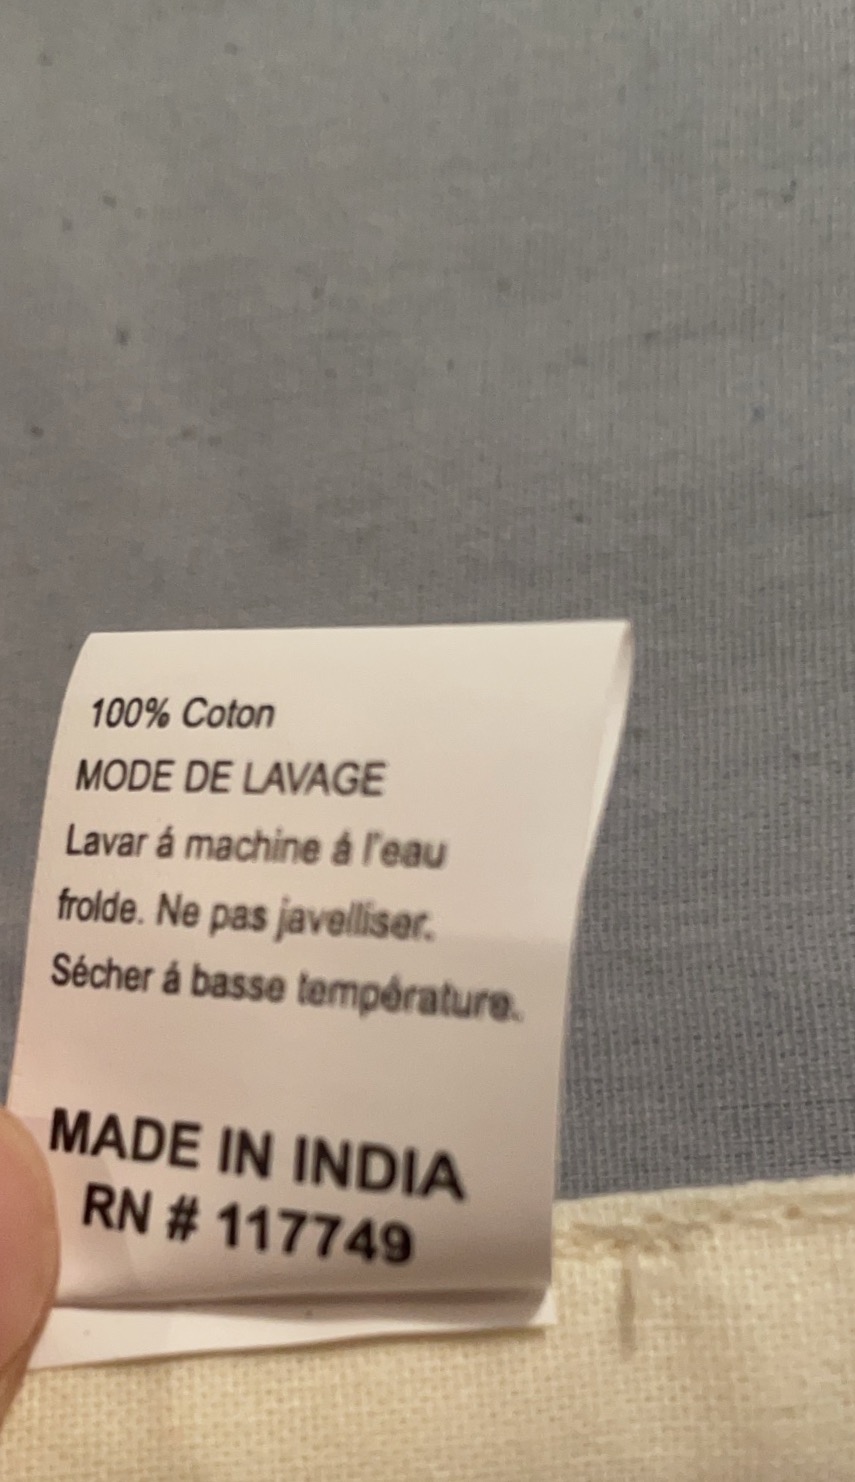 100% Coton
MODE DE LAVAGE
Lavar á machine á l'eau
frolde. Ne pas javelliser.
Sécher á basse température.
MADE IN INDIA
RN # 117749